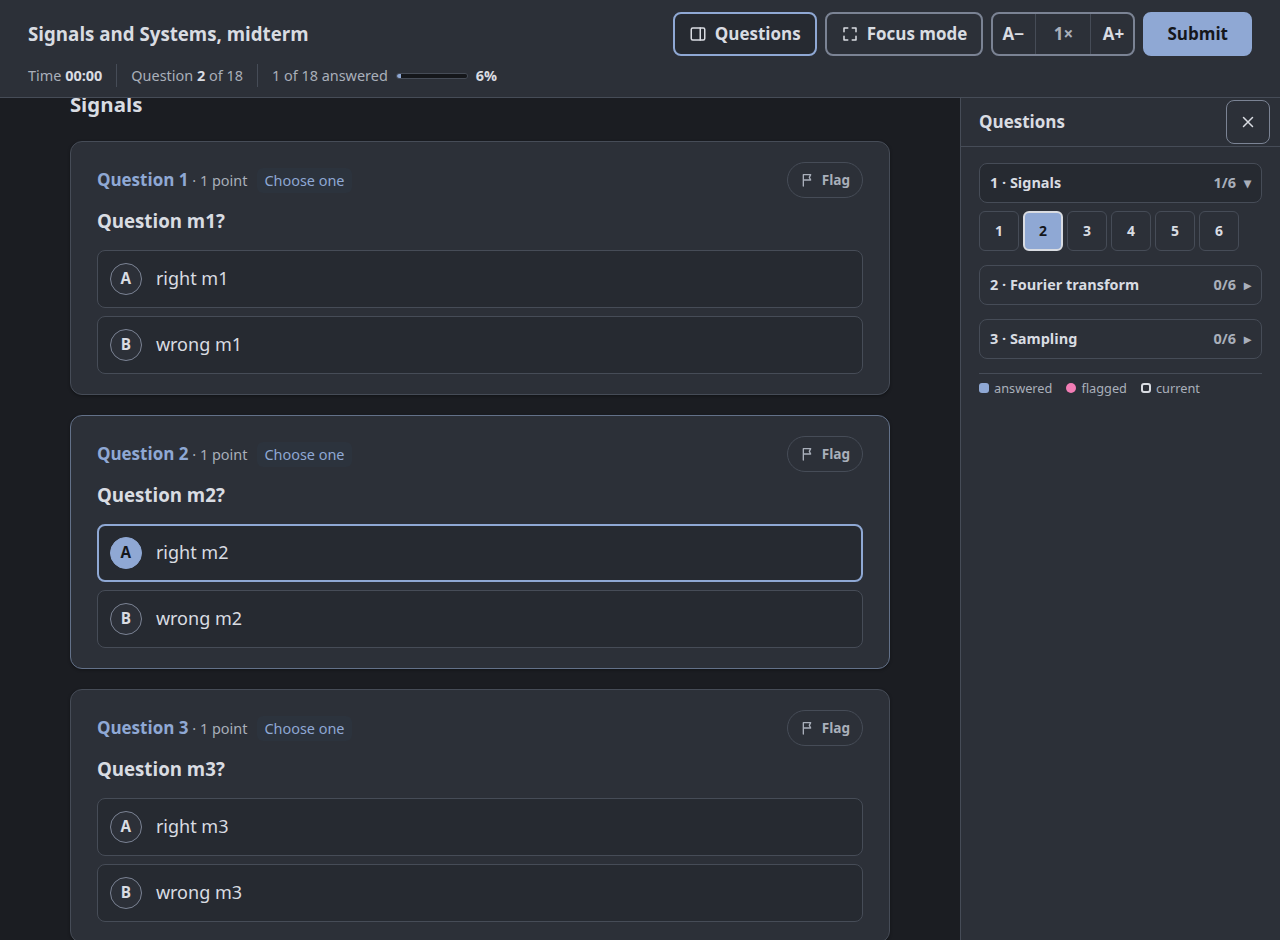 Signals and Systems, midterm
Questions
Focus mode
A− 1× A+
Submit
Time 00:00
Question 2 of 18
1 of 18 answered 6%
Signals
Question 1 · 1 point Choose one
Flag
Question m1?
A right m1
B wrong m1
Question 2 · 1 point Choose one
Flag
Question m2?
A right m2
B wrong m2
Question 3 · 1 point Choose one
Flag
Question m3?
A right m3
B wrong m3
Questions
1 · Signals 1/6 ▾
1 2 3 4 5 6
2 · Fourier transform 0/6 ▸
3 · Sampling 0/6 ▸
answered flagged current